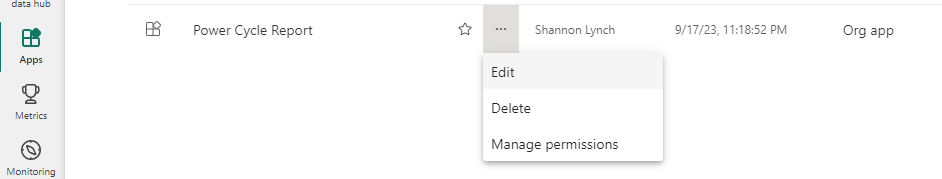 data hub
Apps
Metrics
Monitoring
Power Cycle Report ... Shannon Lynch 9/17/23, 11:18:52 PM Org app
Edit
Delete
Manage permissions